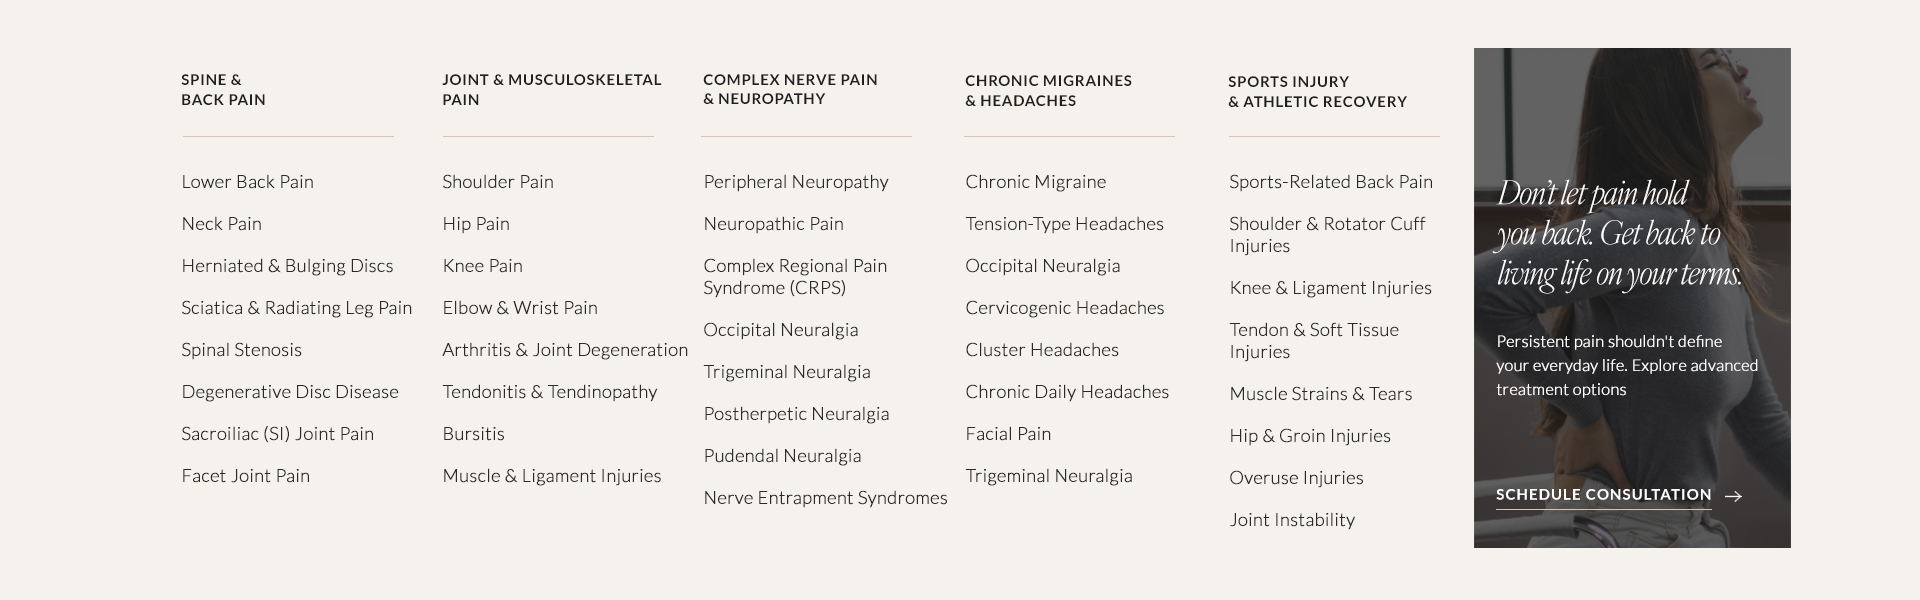 SPINE &
BACK PAIN
Lower Back Pain
Neck Pain
Herniated & Bulging Discs
Sciatica & Radiating Leg Pain
Spinal Stenosis
Degenerative Disc Disease
Sacroiliac (SI) Joint Pain
Facet Joint Pain
JOINT & MUSCULOSKELETAL
PAIN
Shoulder Pain
Hip Pain
Knee Pain
Elbow & Wrist Pain
Arthritis & Joint Degeneration
Tendonitis & Tendinopathy
Bursitis
Muscle & Ligament Injuries
COMPLEX NERVE PAIN
& NEUROPATHY
Peripheral Neuropathy
Neuropathic Pain
Complex Regional Pain
Syndrome (CRPS)
Occipital Neuralgia
Trigeminal Neuralgia
Postherpetic Neuralgia
Pudendal Neuralgia
Nerve Entrapment Syndromes
CHRONIC MIGRAINES
& HEADACHES
Chronic Migraine
Tension-Type Headaches
Occipital Neuralgia
Cervicogenic Headaches
Cluster Headaches
Chronic Daily Headaches
Facial Pain
Trigeminal Neuralgia
SPORTS INJURY
& ATHLETIC RECOVERY
Sports-Related Back Pain
Shoulder & Rotator Cuff
Injuries
Knee & Ligament Injuries
Tendon & Soft Tissue
Injuries
Muscle Strains & Tears
Hip & Groin Injuries
Overuse Injuries
Joint Instability
Don't let pain hold
you back. Get back to
living life on your terms.
Persistent pain shouldn't define
your everyday life. Explore advanced
treatment options
SCHEDULE CONSULTATION →